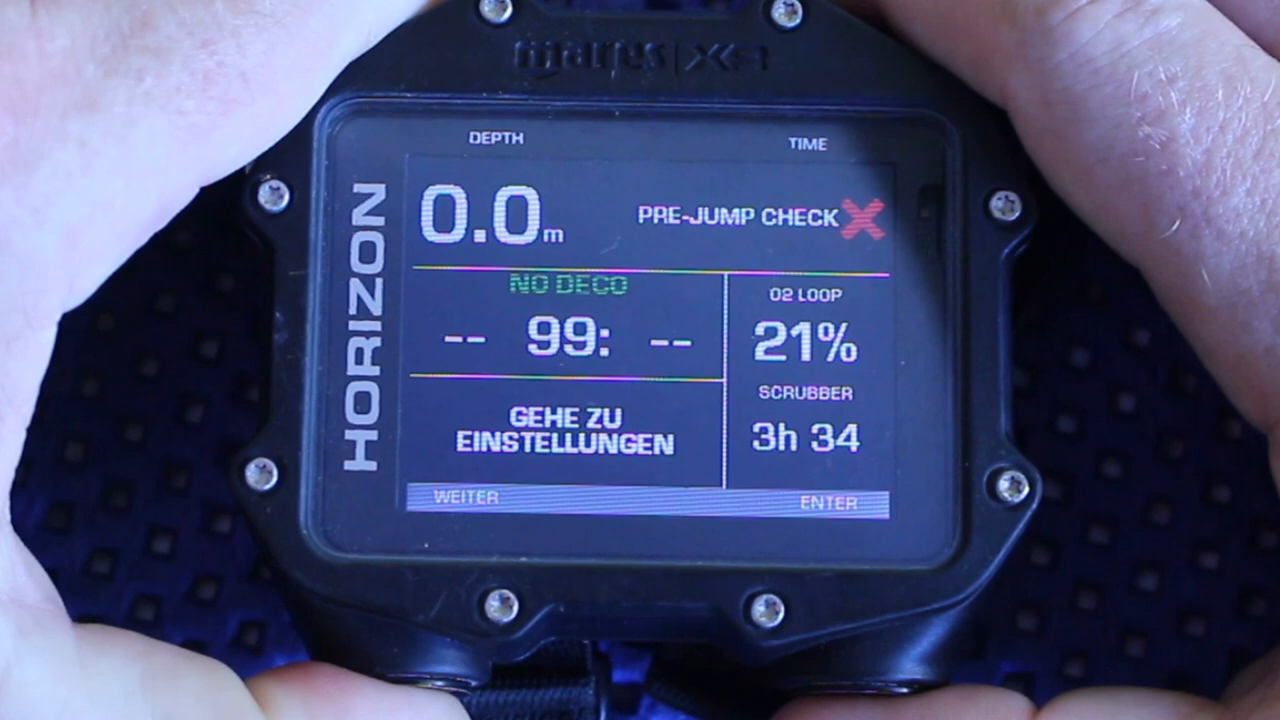 mares | XR
DEPTH
TIME
HORIZON
0.0m
PRE-JUMP CHECK
NO DECO
-- 99: --
O2 LOOP
21%
SCRUBBER
3h 34
GEHE ZU
EINSTELLUNGEN
WEITER
ENTER